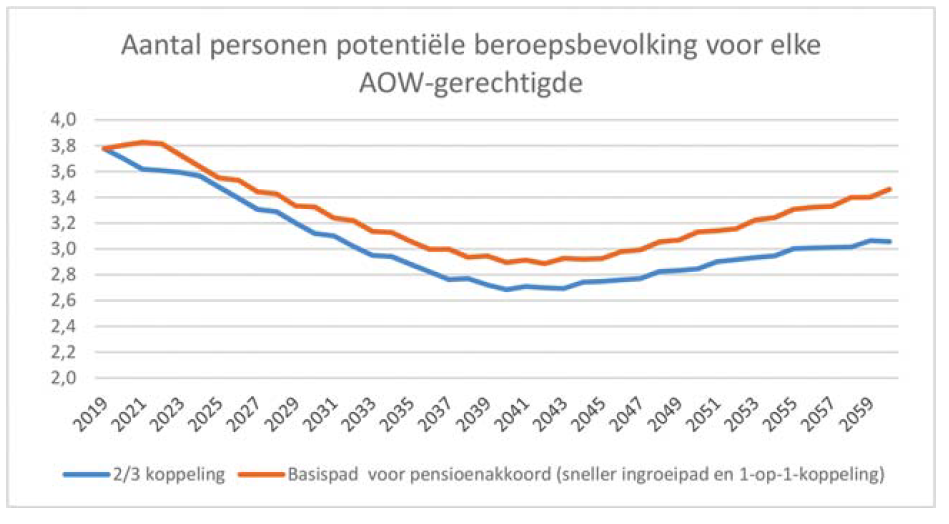 Aantal personen potentiële beroepsbevolking voor elke
AOW-gerechtigde
4,0
3,8
3,6
3,4
3,2
3,0
2,8
2,6
2,4
2,2
2,0
2019 2021 2023 2025 2027 2029 2031 2033 2035 2037 2039 2041 2043 2045 2047 2049 2051 2053 2055 2057 2059
2/3 koppeling Basispad voor pensioenakkoord (sneller ingroeipad en 1-op-1-koppeling)